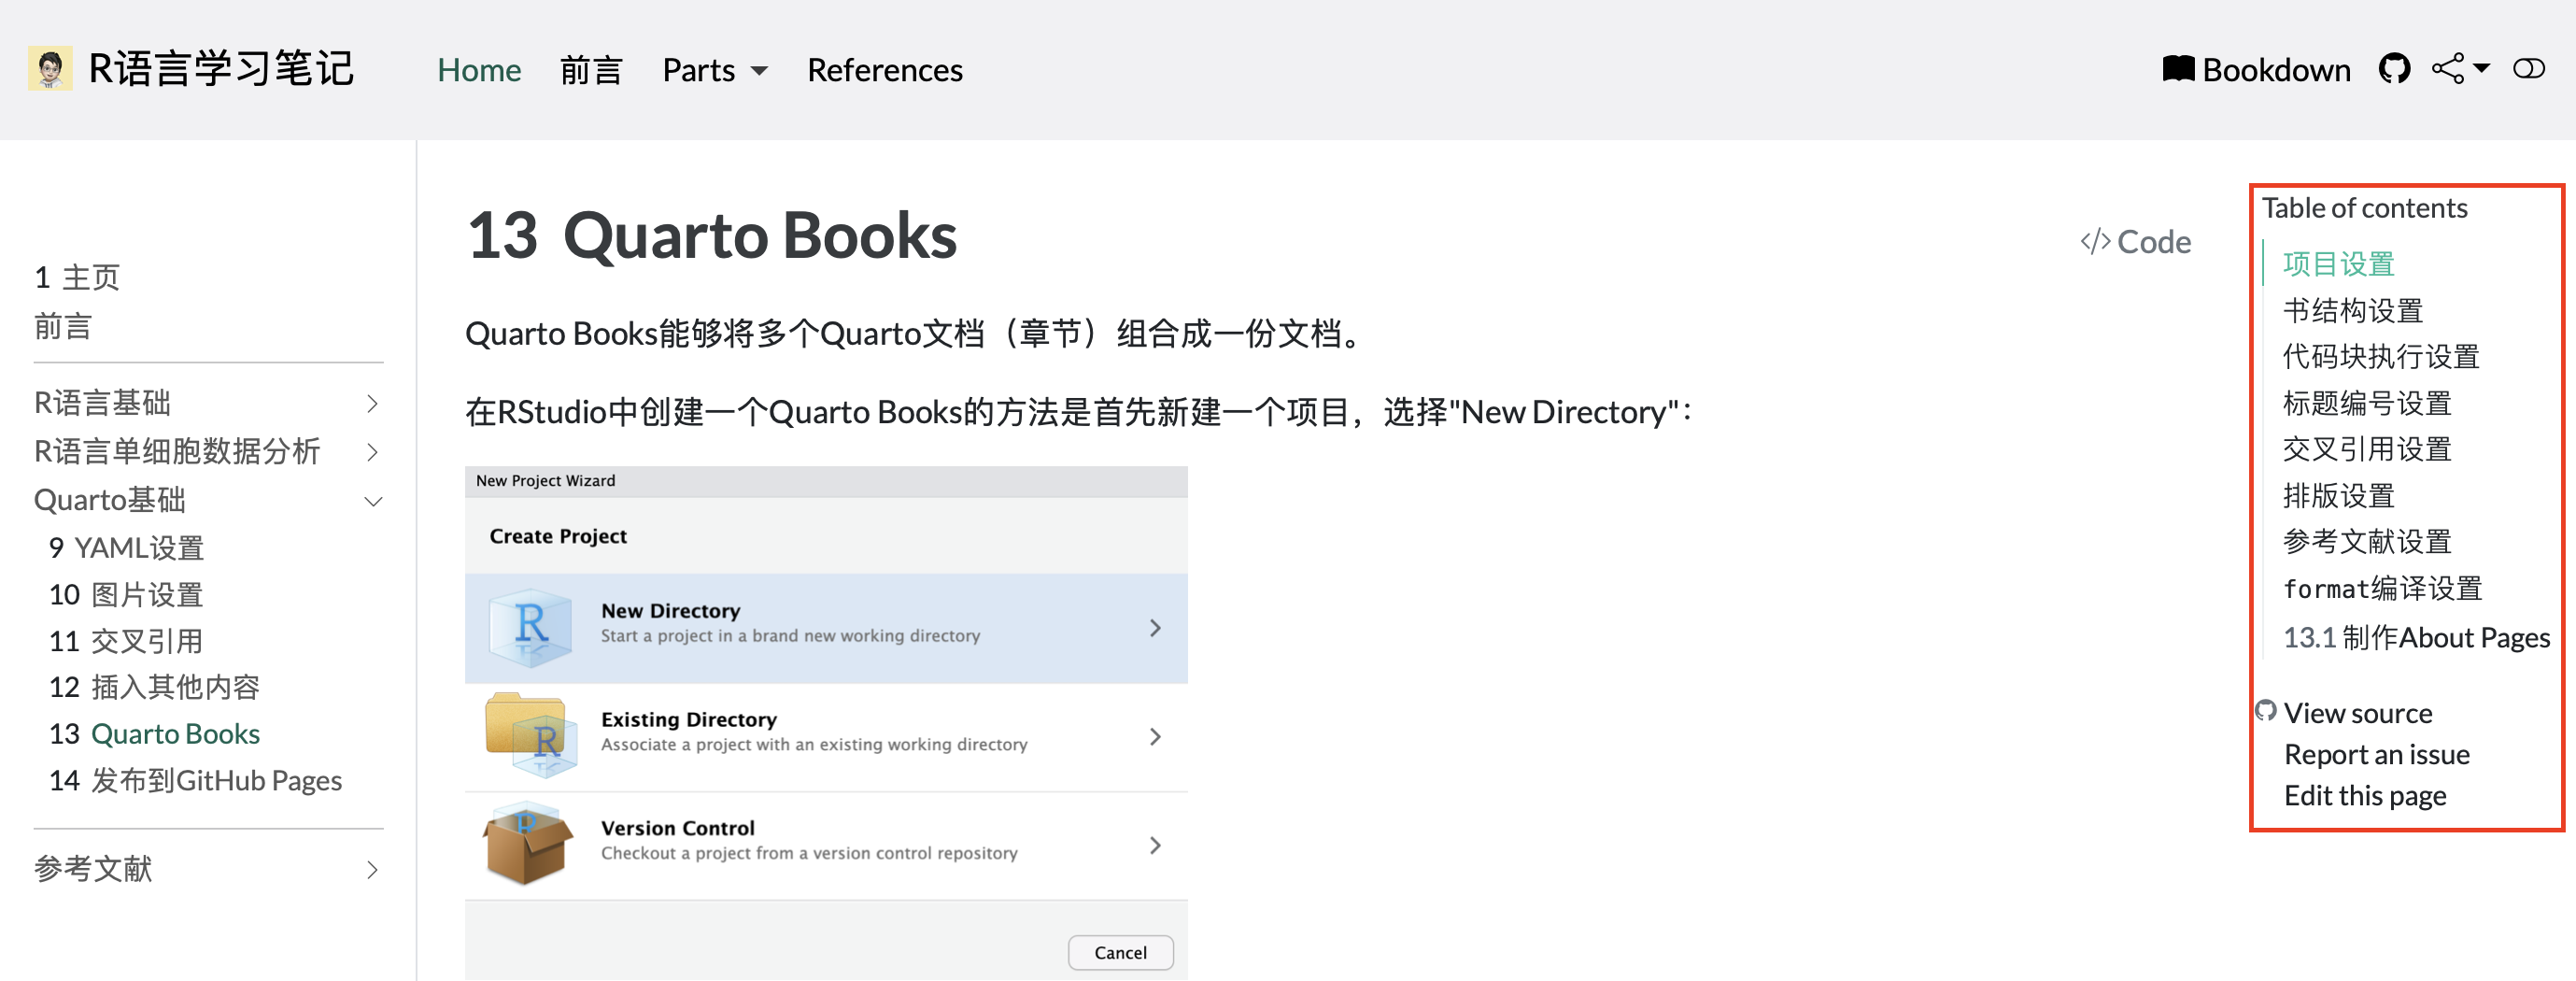 R语言学习笔记
Home 前言 Parts References
Bookdown
1 主页
前言
R语言基础
R语言单细胞数据分析
Quarto基础
9 YAML设置
10 图片设置
11 交叉引用
12 插入其他内容
13 Quarto Books
14 发布到GitHub Pages
参考文献
13 Quarto Books
</> Code
Quarto Books能够将多个Quarto文档（章节）组合成一份文档。
在RStudio中创建一个Quarto Books的方法是首先新建一个项目，选择"New Directory"：
New Project Wizard
Create Project
R
New Directory
Start a project in a brand new working directory
R
Existing Directory
Associate a project with an existing working directory
R
Version Control
Checkout a project from a version control repository
Cancel
Table of contents
项目设置
书结构设置
代码块执行设置
标题编号设置
交叉引用设置
排版设置
参考文献设置
format编译设置
13.1 制作About Pages
View source
Report an issue
Edit this page